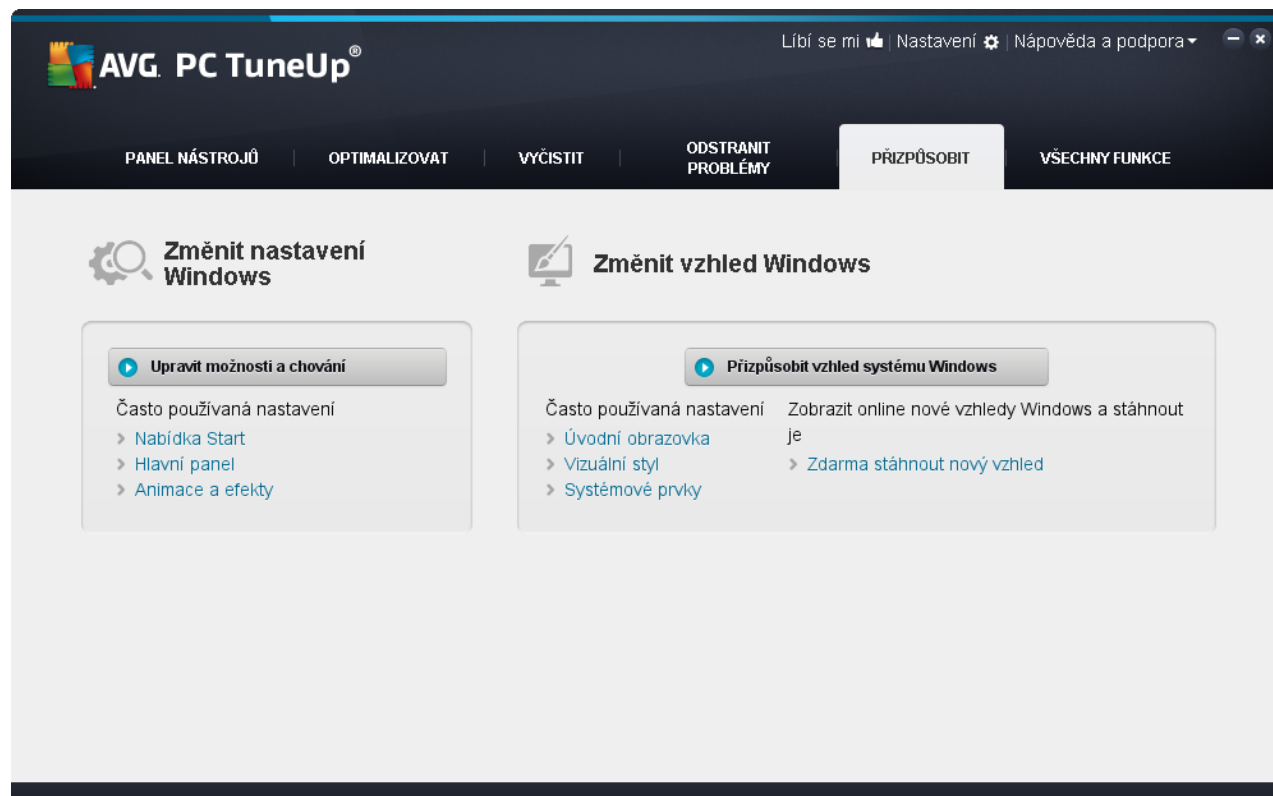 AVG. PC TuneUp®
Líbí se mi | Nastavení | Nápověda a podpora
PANEL NÁSTROJŮ | OPTIMALIZOVAT | VYČISTIT | ODSTRANIT PROBLÉMY | PŘIZPŮSOBIT | VŠECHNY FUNKCE
Změnit nastavení
Windows
Upravit možnosti a chování
Často používaná nastavení
Nabídka Start
Hlavní panel
Animace a efekty
Změnit vzhled Windows
Přizpůsobit vzhled systému Windows
Často používaná nastavení
Úvodní obrazovka
Vizuální styl
Systémové prvky
Zobrazit online nové vzhledy Windows a stáhnout
je
Zdarma stáhnout nový vzhled